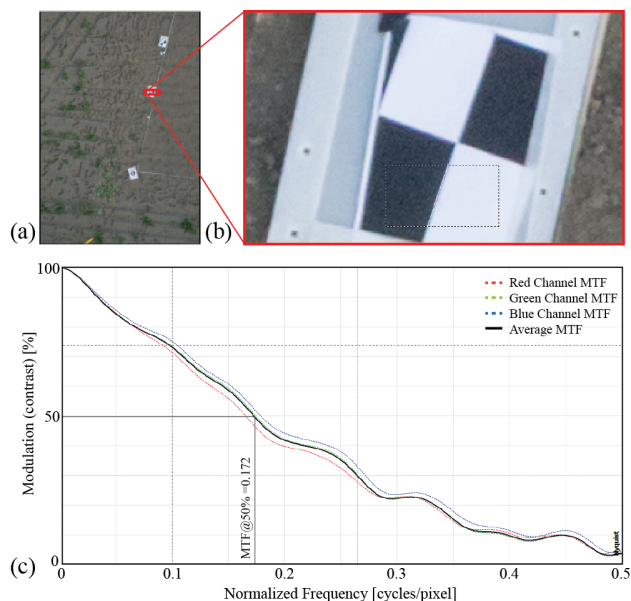 (a)
(b)
100
Red Channel MTF
Green Channel MTF
Blue Channel MTF
Average MTF
Modulation (contrast) [%]
50
MTF@50% =0.172
Nyquist
(c)
0
0.1
0.2
0.3
0.4
0.5
Normalized Frequency [cycles/pixel]